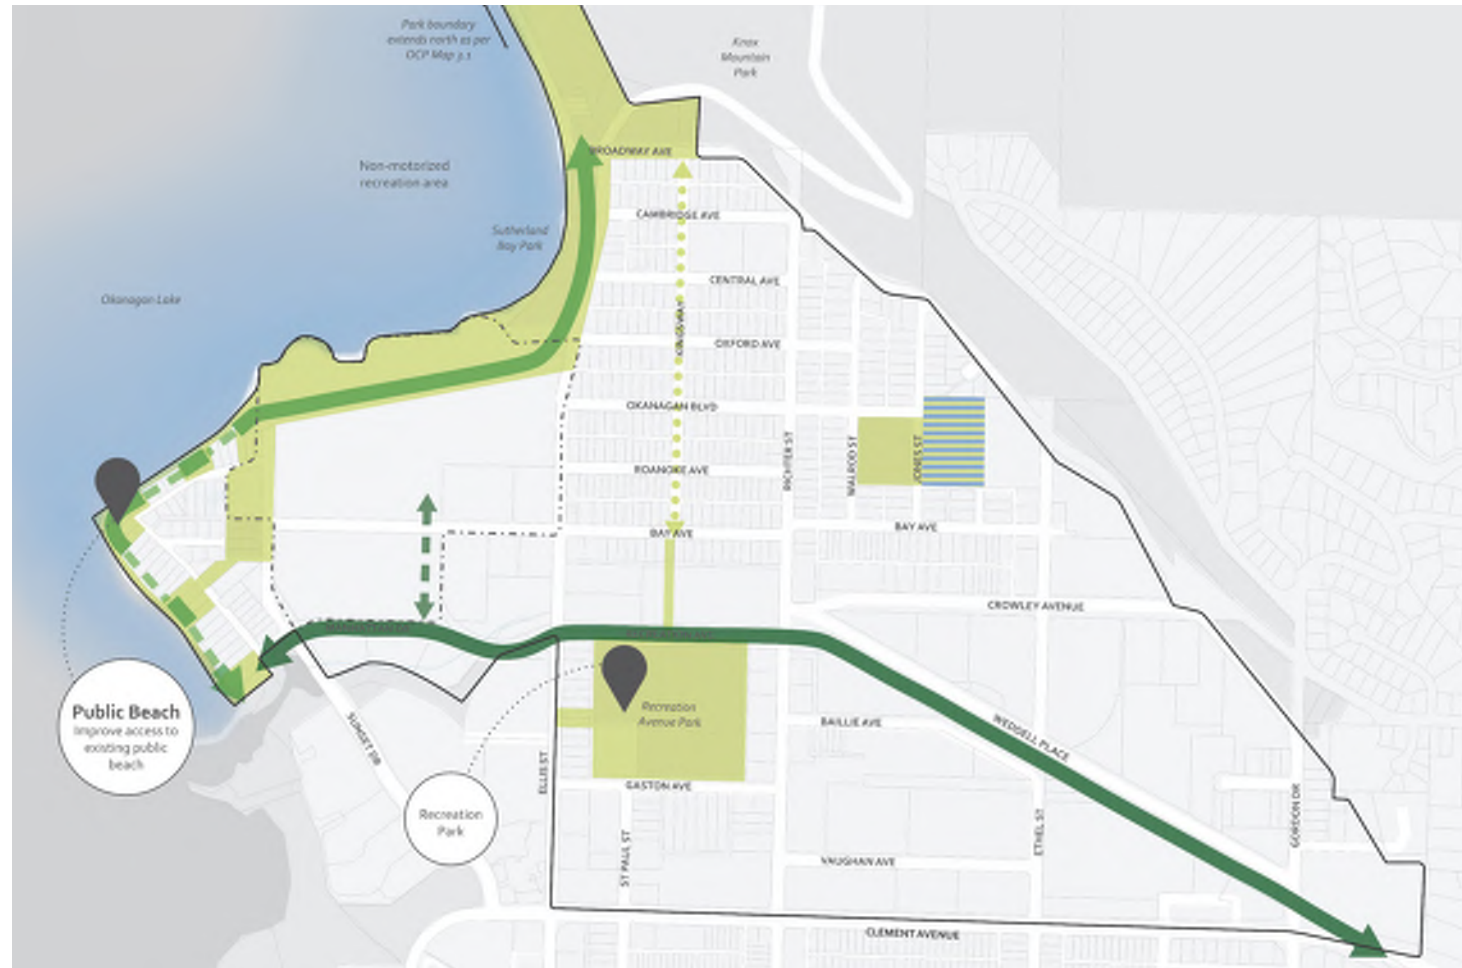 Park boundary
extends north as per
OCP Map 3.1
Knox
Mountain
Park
Non-motorized
recreation area
BROADWAY AVE
CAMBRIDGE AVE
Sutherland
Bay Park
Okanagan Lake
CENTRAL AVE
KINGSWAY
OXFORD AVE
OKANAGAN BLVD
RICHTER ST
WALROD ST
JONES ST
ROANOKE AVE
BAY AVE
BAY AVE
CROWLEY AVENUE
Public Beach
Improve access to
existing public
beach
Recreation
Avenue Park
SUNSET DR
BAILLIE AVE
WEDDELL PLACE
ELLIS ST
GASTON AVE
Recreation
Park
ST PAUL ST
ETHEL ST
GORDON DR
VAUGHAN AVE
CLEMENT AVENUE